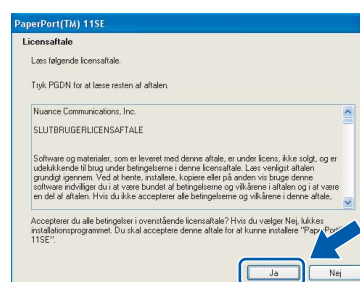 PaperPort(TM) 11SE
Licensaftale
Læs følgende licensaftale.
Tryk PGDN for at læse resten af aftalen.
Nuance Communications, Inc.
SLUTBRUGERLICENSAFTALE
Software og materialer, som er leveret med denne aftale, er under licens, ikke solgt, og er
udelukkende til brug under betingelserne i denne licensaftale. Læs venligst aftalen
grundigt igennem. Ved at hente, installere, kopiere eller på anden vis bruge denne
software indvilliger du i at være bundet af betingelserne og vilkårene i aftalen og i at være
en del af aftalen. Hvis du ikke accepterer alle betingelser og vilkårene i denne aftale,
Accepterer du alle betingelser i ovenstående licensaftale? Hvis du vælger Nej, lukkes
installationsprogrammet. Du skal acceptere denne aftale for at kunne installere "PaperPort
11SE".
Ja
Nej